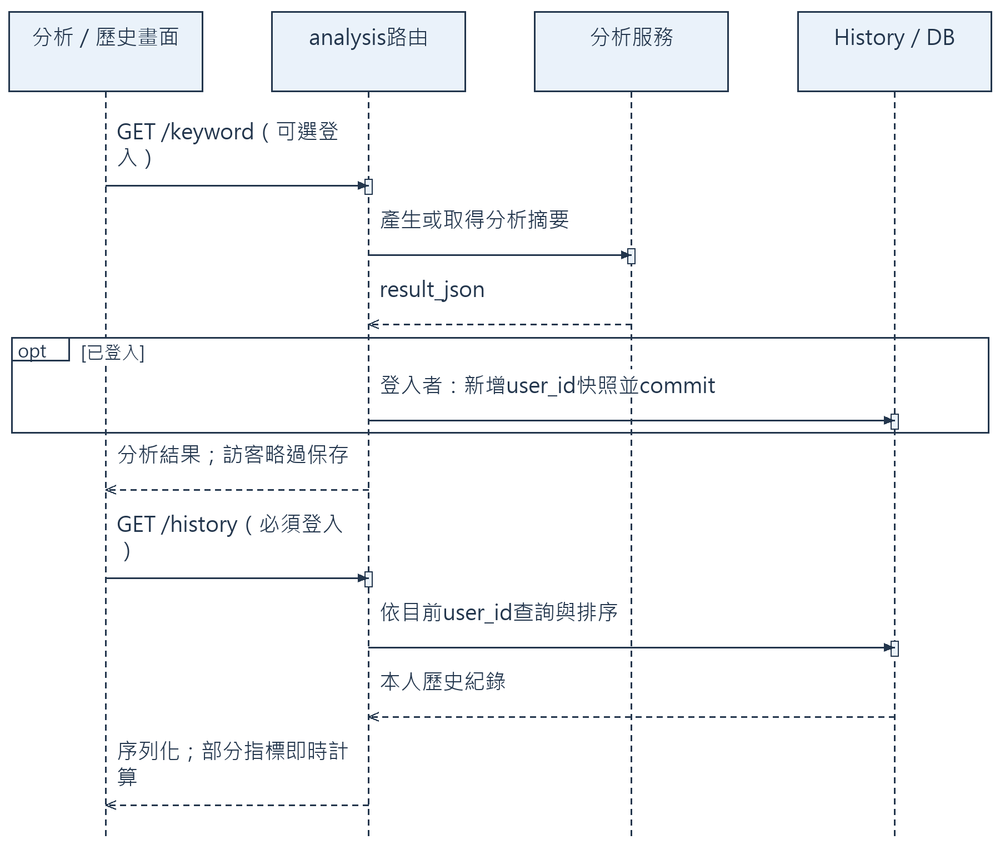 分析 / 歷史畫面
analysis路由
分析服務
History / DB
GET /keyword（可選登
入）
產生或取得分析摘要
result_json
opt
[已登入]
登入者：新增user_id快照並commit
分析結果；訪客略過保存
GET /history（必須登入
）
依目前user_id查詢與排序
本人歷史紀錄
序列化；部分指標即時計
算